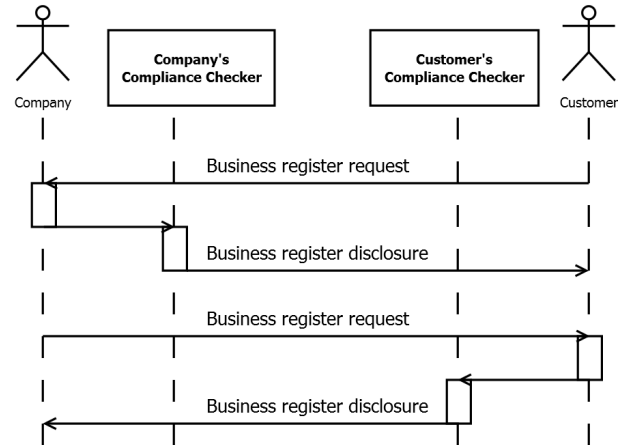 Company's
Compliance Checker
Customer's
Compliance Checker
Company
Customer
Business register request
Business register disclosure
Business register request
Business register disclosure